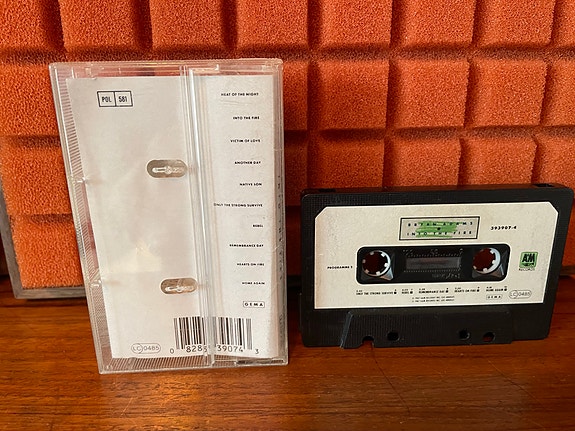 POL 581
HEAT OF THE NIGHT
INTO THE FIRE
VICTIM OF LOVE
ANOTHER DAY
NATIVE SON
ONLY THE STRONG SURVIVE
REBEL
REMEMBRANCE DAY
HEARTS ON FIRE
HOME AGAIN
GEMA
LC 0485
0 8283 39074 3
BRYAN ADAMS
INTO THE FIRE
393907-4
A&M
RECORDS
PROGRAMME 2
ONLY THE STRONG SURVIVE REBEL REMEMBRANCE DAY HEARTS ON FIRE HOME AGAIN
GEMA
LC 0485